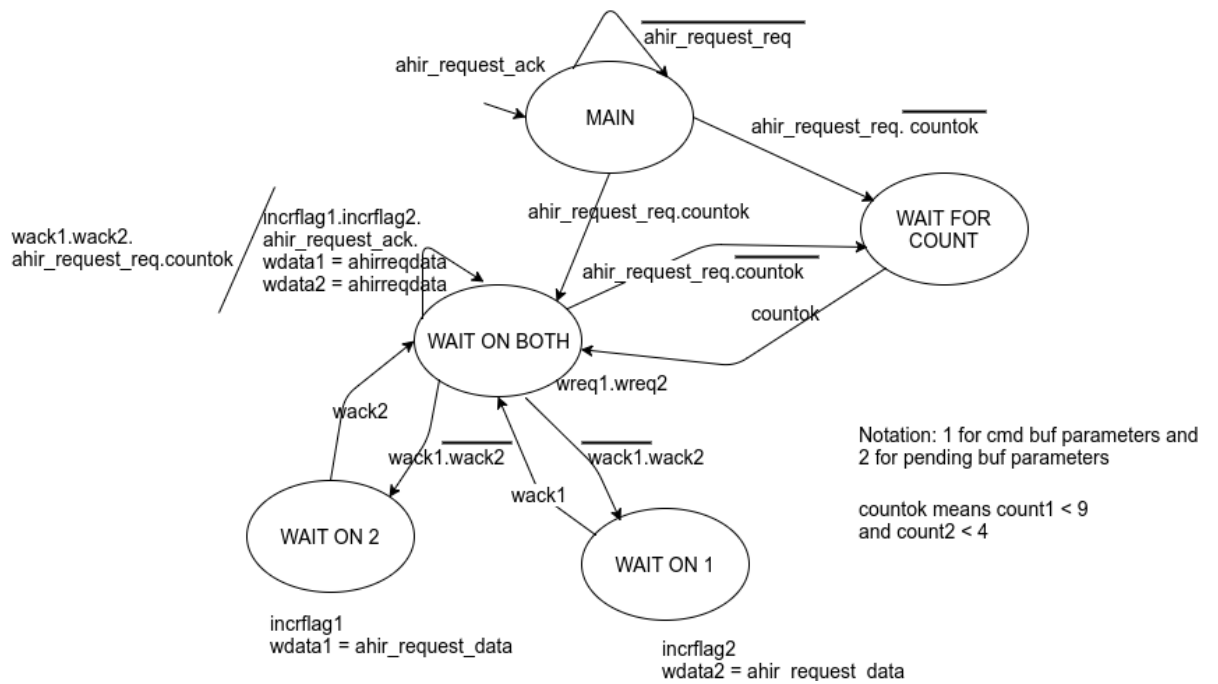 ahir_request_req
ahir_request_ack
MAIN
ahir_request_req. countok
WAIT FOR
COUNT
ahir_request_req.countok
wack1.wack2.
ahir_request_req.countok
incrflag1.incrflag2.
ahir_request_ack.
wdata1 = ahirreqdata
wdata2 = ahirreqdata
ahir_request_req.countok
countok
WAIT ON BOTH
wreq1.wreq2
wack2
wack1.wack2
wack1.wack2
wack1
Notation: 1 for cmd buf parameters and
2 for pending buf parameters
countok means count1 < 9
and count2 < 4
WAIT ON 2
WAIT ON 1
incrflag1
wdata1 = ahir_request_data
incrflag2
wdata2 = ahir_request_data